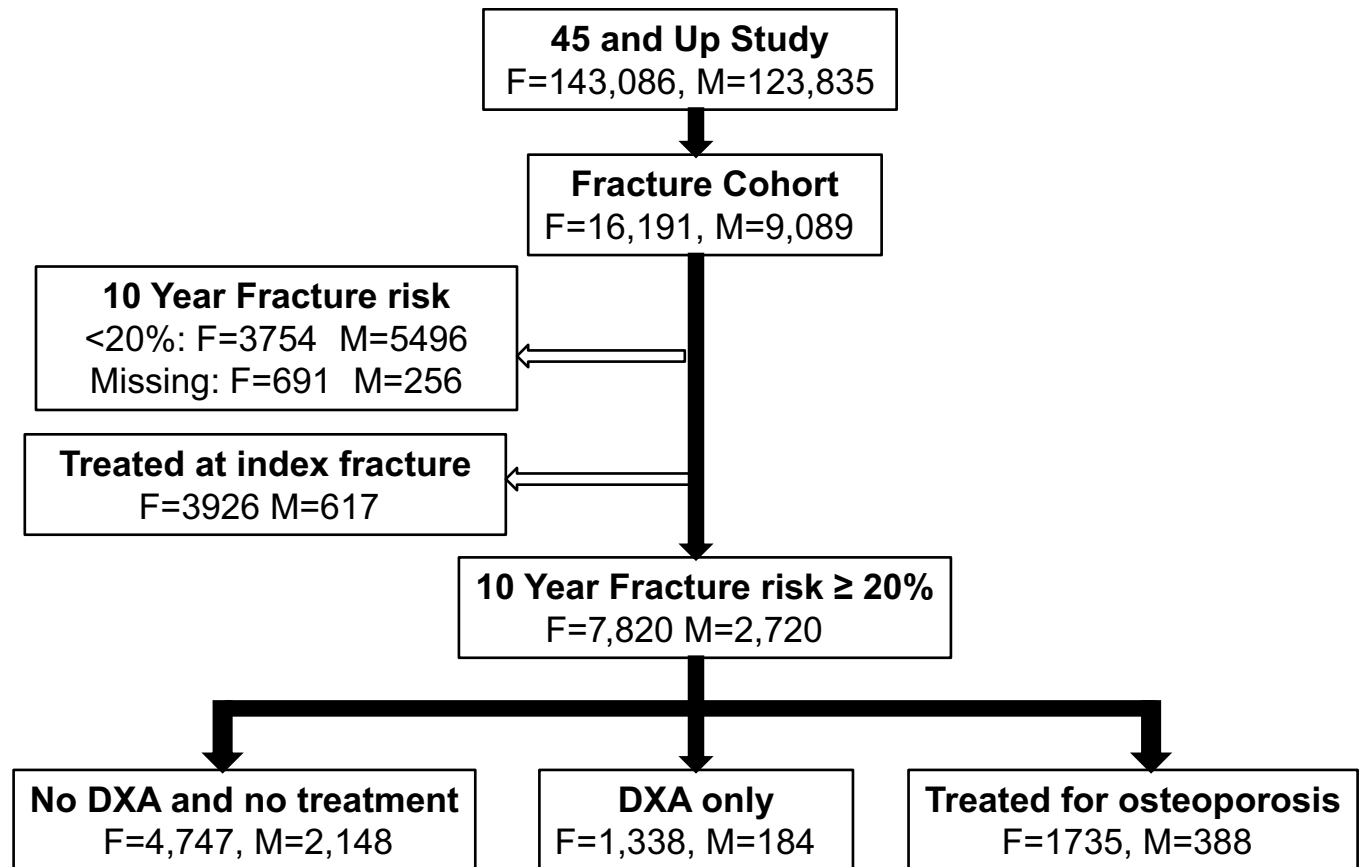 45 and Up Study
F=143,086, M=123,835
Fracture Cohort
F=16,191, M=9,089
10 Year Fracture risk
<20%: F=3754 M=5496
Missing: F=691 M=256
Treated at index fracture
F=3926 M=617
10 Year Fracture risk ≥ 20%
F=7,820 M=2,720
No DXA and no treatment
F=4,747, M=2,148
DXA only
F=1,338, M=184
Treated for osteoporosis
F=1735, M=388